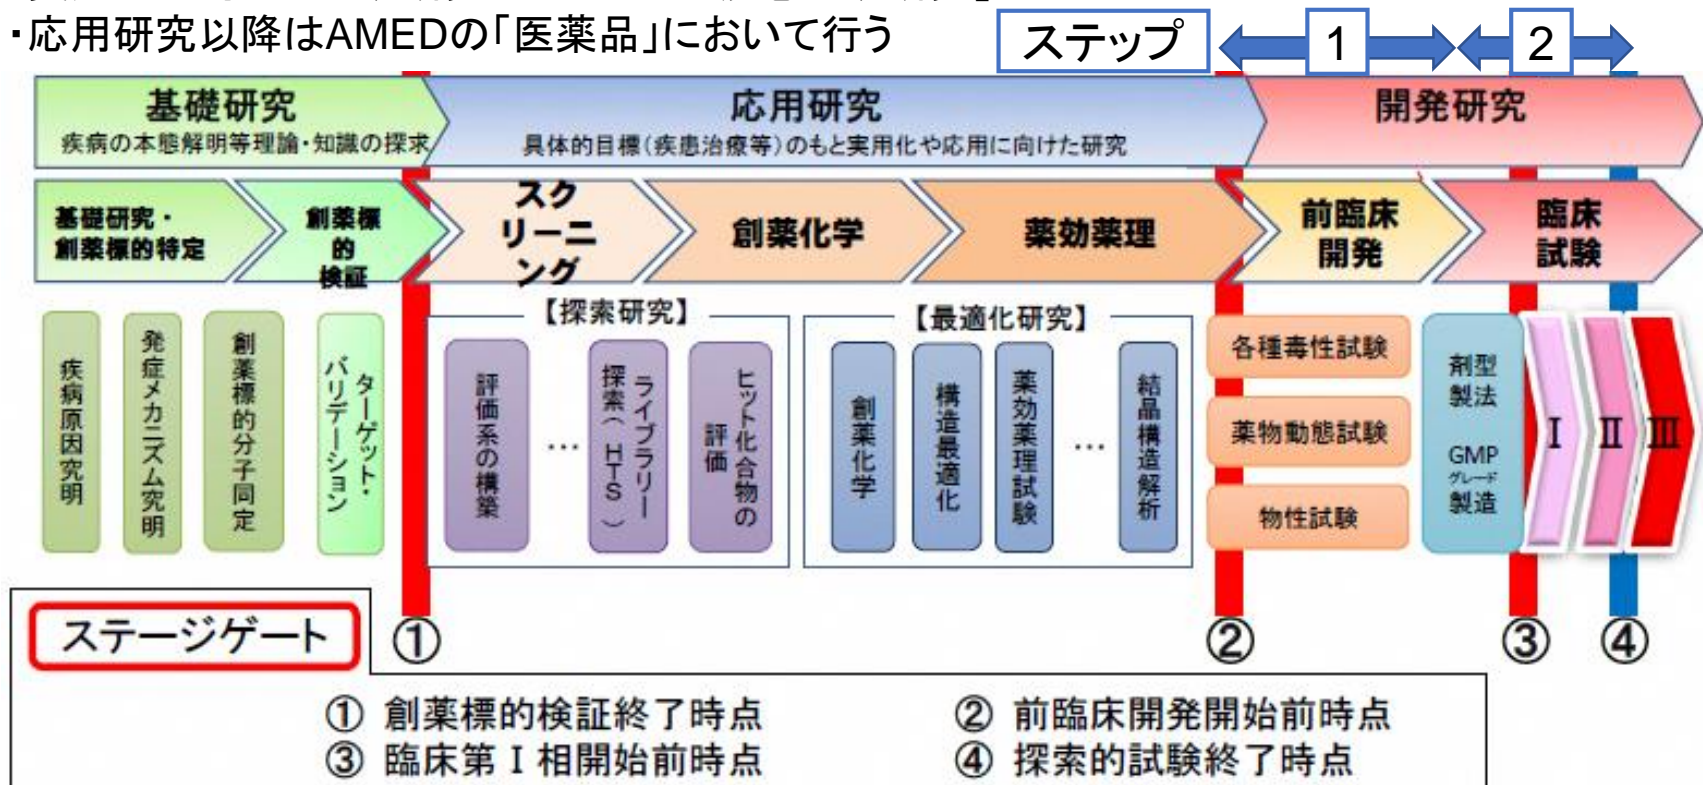 ・応用研究以降はAMEDの「医薬品」において行う
ステップ
1
2
基礎研究
疾病の本態解明等理論・知識の探求
応用研究
具体的目標(疾患治療等)のもと実用化や応用に向けた研究
開発研究
基礎研究・
創薬標的特定
創薬標
的
検証
スク
リーニ
ング
創薬化学
薬効薬理
前臨床
開発
臨床
試験
疾病原因究明
発症メカニズム究明
創薬標的分子同定
ターゲット・
バリデーション
【探索研究】
評価系の構築
…
ライブラリー
探索(HTS)
ヒット化合物の
評価
【最適化研究】
創薬化学
構造最適化
薬効薬理試験
…
結晶構造解析
各種毒性試験
薬物動態試験
物性試験
剤型
製法
GMP
グレード
製造
Ⅰ
Ⅱ
Ⅲ
ステージゲート
①
②
③
④
① 創薬標的検証終了時点
② 前臨床開発開始前時点
③ 臨床第Ⅰ相開始前時点
④ 探索的試験終了時点